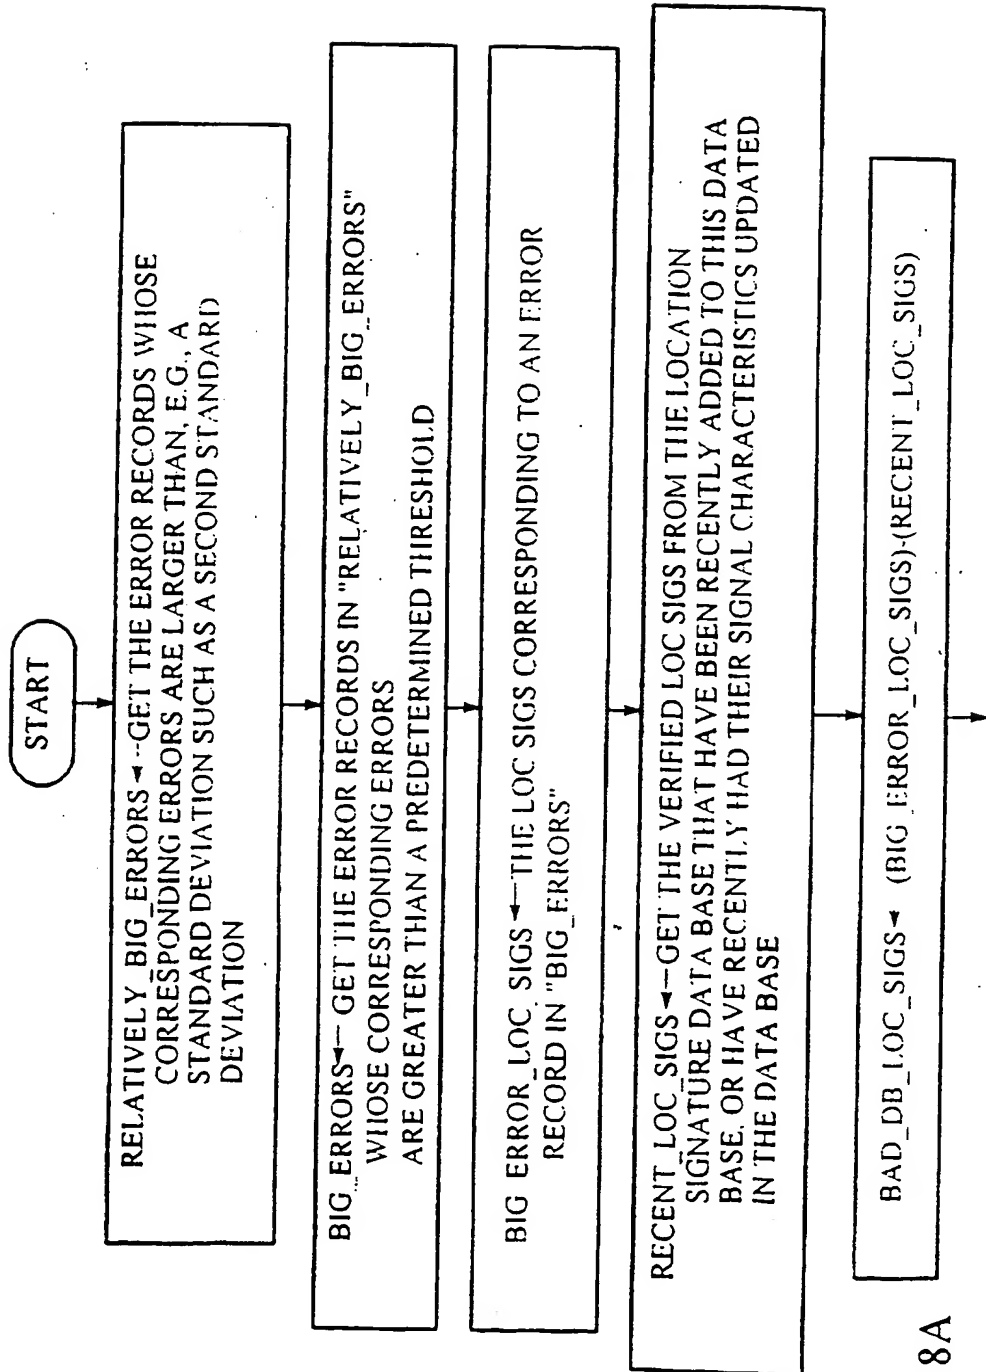 START
RELATIVELY_BIG_ERRORS ← GET THE ERROR RECORDS WHOSE
CORRESPONDING ERRORS ARE LARGER THAN, E.G., A
STANDARD DEVIATION SUCH AS A SECOND STANDARD
DEVIATION
BIG_ERRORS ← GET THE ERROR RECORDS IN "RELATIVELY_BIG_ERRORS"
WHOSE CORRESPONDING ERRORS
ARE GREATER THAN A PREDETERMINED THRESHOLD
BIG_ERROR_LOC_SIGS ← THE LOC SIGS CORRESPONDING TO AN ERROR
RECORD IN "BIG_ERRORS"
RECENT_LOC_SIGS ← GET THE VERIFIED LOC SIGS FROM THE LOCATION
SIGNATURE DATA BASE THAT HAVE BEEN RECENTLY ADDED TO THIS DATA
BASE, OR HAVE RECENTLY HAD THEIR SIGNAL CHARACTERISTICS UPDATED
IN THE DATA BASE
BAD_DB_LOC_SIGS ← (BIG_ERROR_LOC_SIGS)-(RECENT_LOC_SIGS)
8A